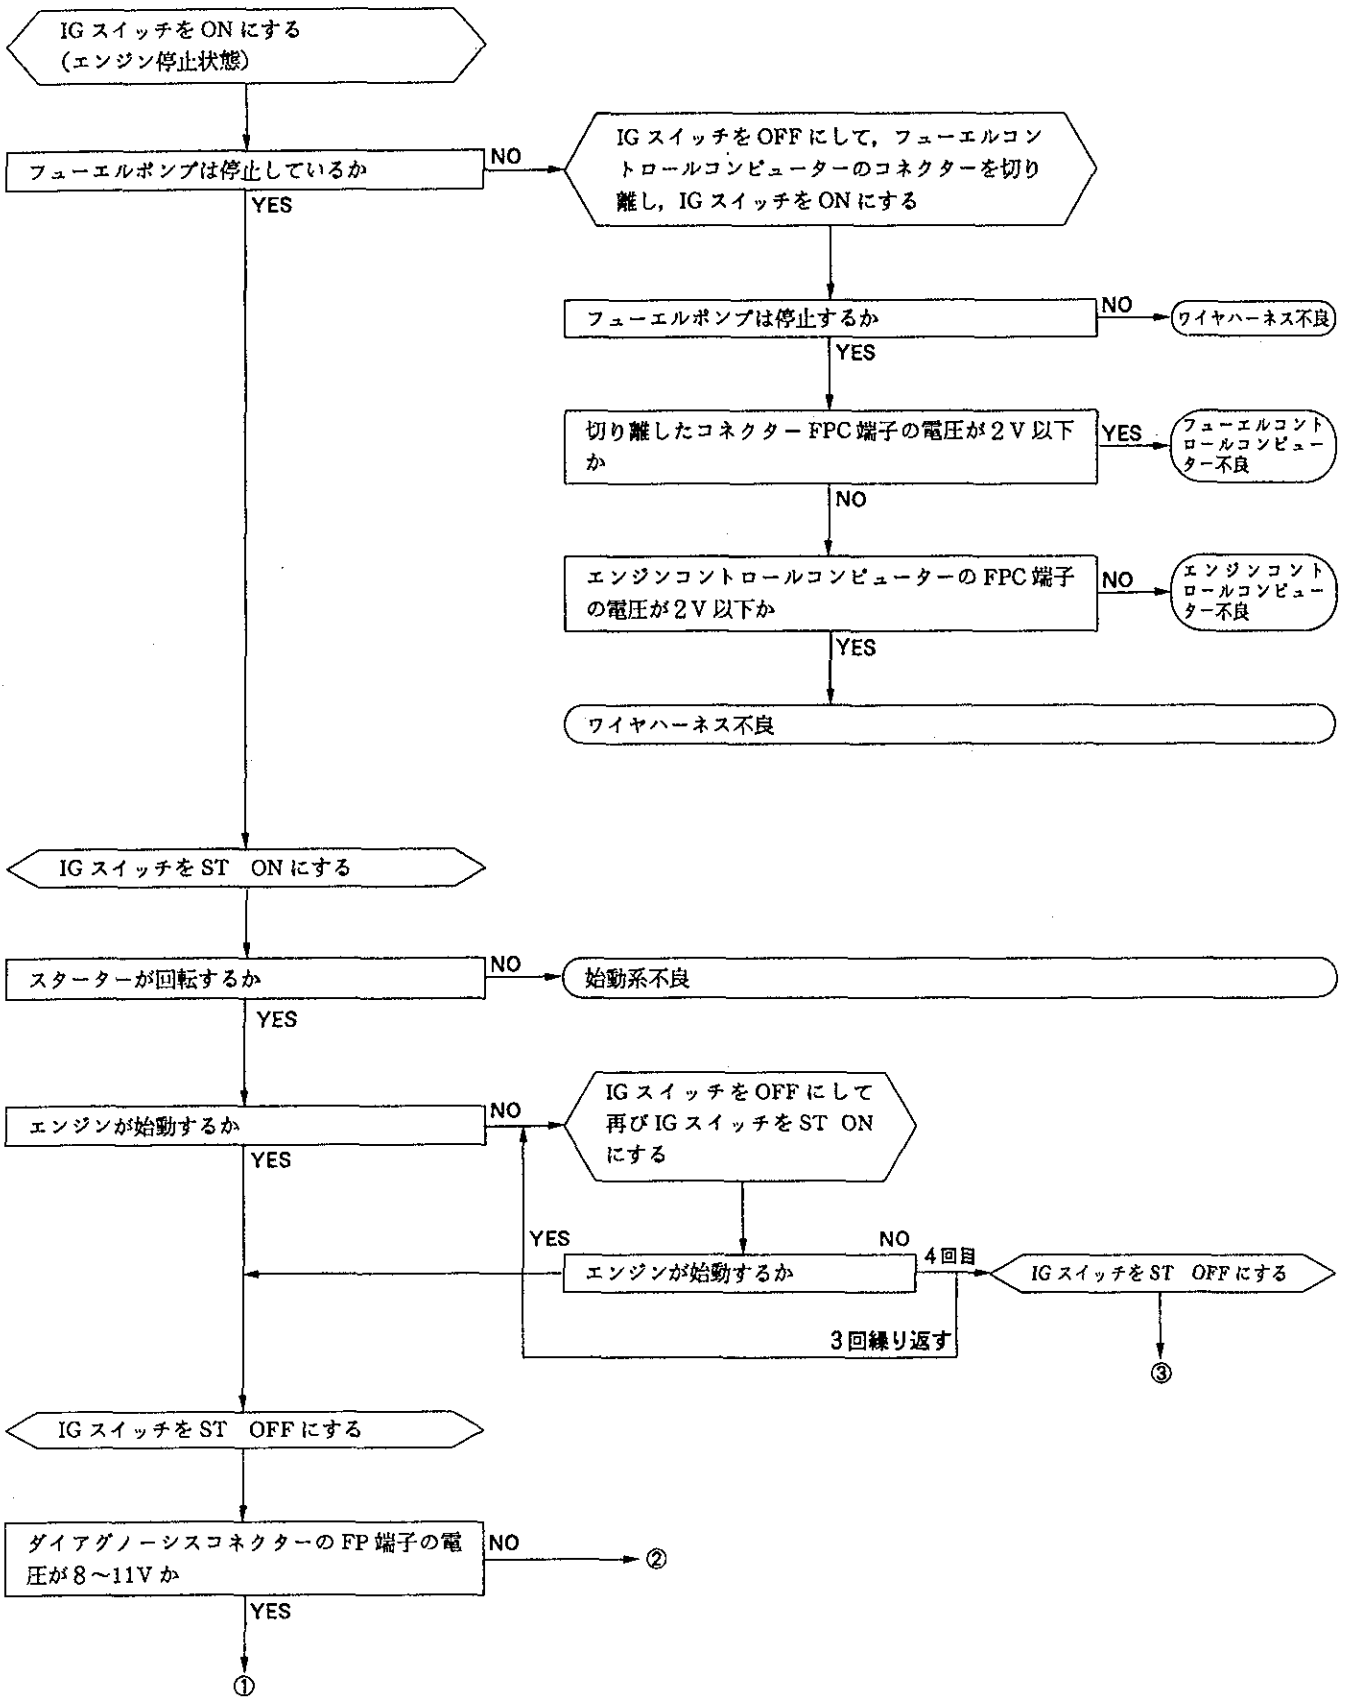 IG スイッチを ON にする
(エンジン停止状態)
フューエルポンプは停止しているか
NO
YES
IG スイッチを OFF にして，フューエルコン
トロールコンピューターのコネクターを切り
離し，IG スイッチを ON にする
フューエルポンプは停止するか
NO
ワイヤハーネス不良
YES
切り離したコネクター FPC 端子の電圧が 2 V 以下
か
YES
フューエルコント
ロールコンピュー
ター不良
NO
エンジンコントロールコンピューターの FPC 端子
の電圧が 2 V 以下か
NO
エンジンコント
ロールコンピュー
ター不良
YES
ワイヤハーネス不良
IG スイッチを ST ON にする
スターターが回転するか
NO
始動系不良
YES
エンジンが始動するか
NO
YES
IG スイッチを OFF にして
再び IG スイッチを ST ON
にする
YES
エンジンが始動するか
NO
4回目
IG スイッチを ST OFF にする
3回繰り返す
③
IG スイッチを ST OFF にする
ダイアグノーシスコネクターの FP 端子の電
圧が 8～11V か
NO
②
YES
①